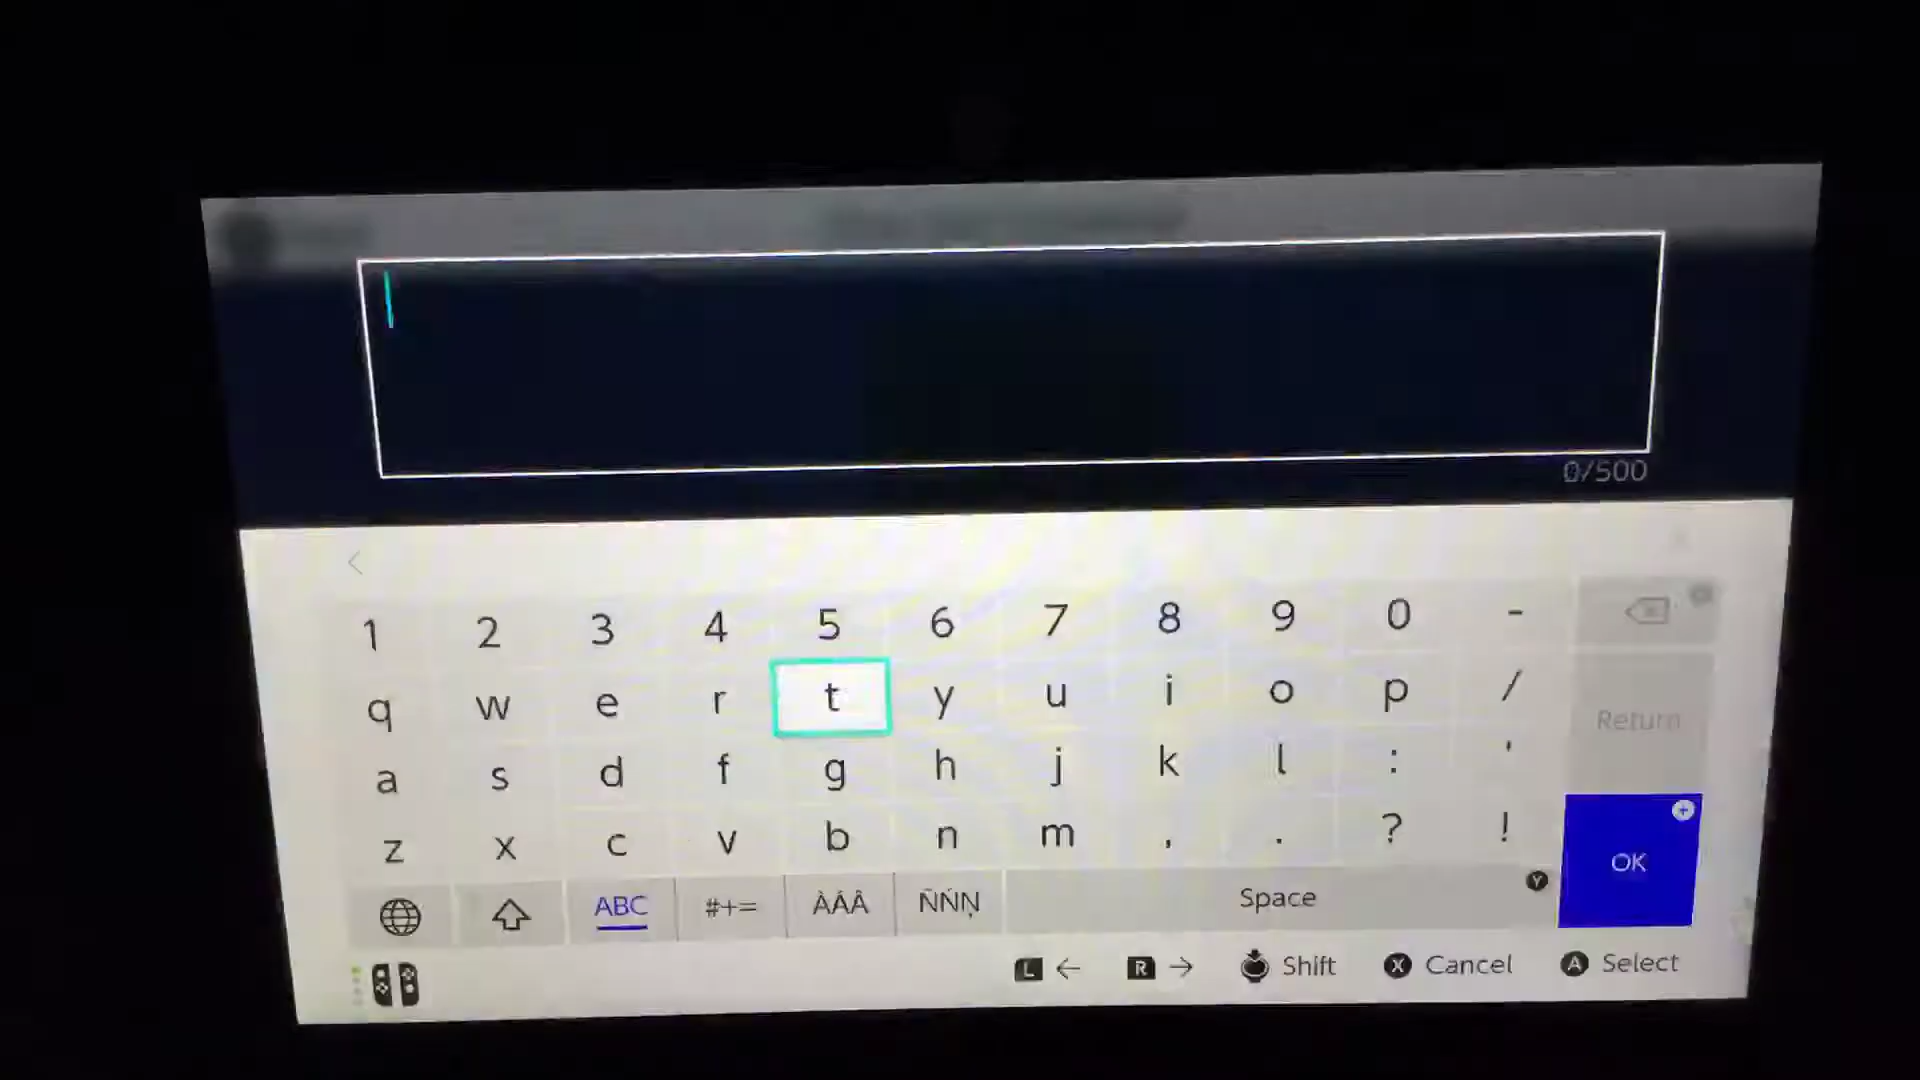 0/500
1 2 3 4 5 6 7 8 9 0 -
q w e r t y u i o p /
Return
a s d f g h j k l : '
z x c v b n m , . ? !
OK
ABC #+= ÀÁÂ ÑŃŅ Space Y
L ← R → Shift X Cancel A Select